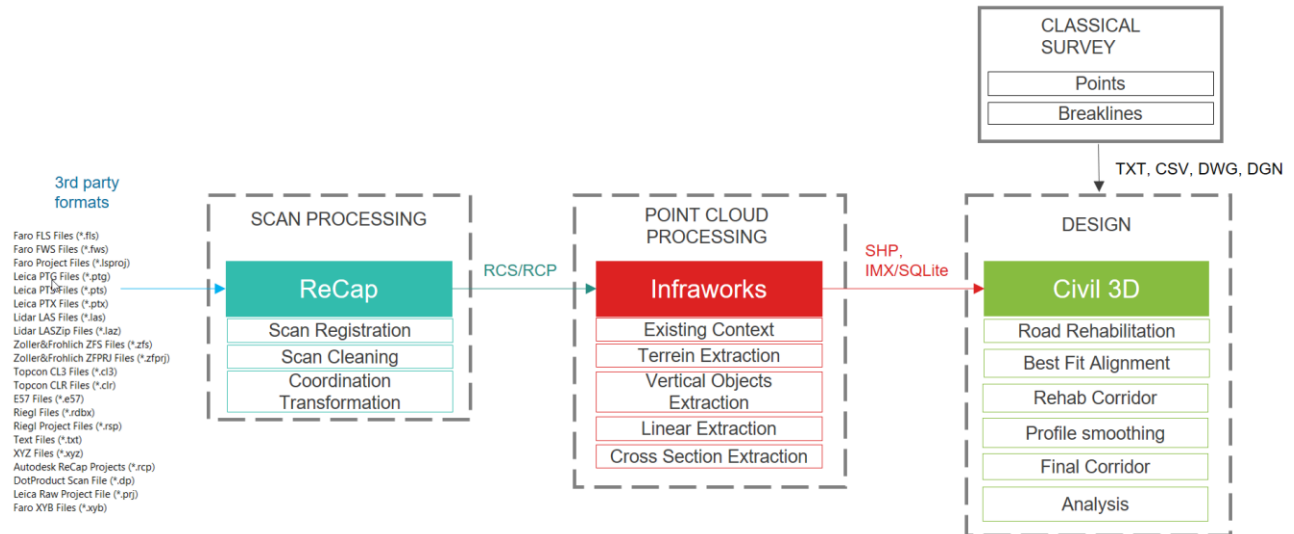 CLASSICAL
SURVEY
Points
Breaklines
TXT, CSV, DWG, DGN
3rd party
formats
Faro FLS Files (*.fls)
Faro FWS Files (*.fws)
Faro Project Files (*.lsproj)
Leica PTG Files (*.ptg)
Leica PTS Files (*.pts)
Leica PTX Files (*.ptx)
Lidar LAS Files (*.las)
Lidar LASZip Files (*.laz)
Zoller&Frohlich ZFS Files (*.zfs)
Zoller&Frohlich ZFPRJ Files (*.zfprj)
Topcon CL3 Files (*.cl3)
Topcon CLR Files (*.clr)
E57 Files (*.e57)
Riegl Files (*.rdbx)
Riegl Project Files (*.rsp)
Text Files (*.txt)
XYZ Files (*.xyz)
Autodesk ReCap Projects (*.rcp)
DotProduct Scan File (*.dp)
Leica Raw Project File (*.prj)
Faro XYB Files (*.xyb)
SCAN PROCESSING
ReCap
Scan Registration
Scan Cleaning
Coordination
Transformation
RCS/RCP
POINT CLOUD
PROCESSING
Infraworks
Existing Context
Terrein Extraction
Vertical Objects
Extraction
Linear Extraction
Cross Section Extraction
SHP,
IMX/SQLite
DESIGN
Civil 3D
Road Rehabilitation
Best Fit Alignment
Rehab Corridor
Profile smoothing
Final Corridor
Analysis